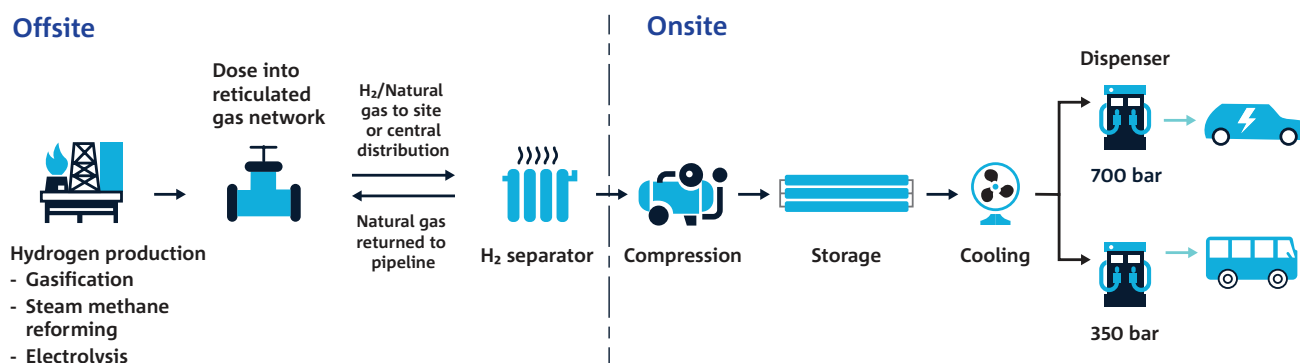 Offsite
Onsite
Dose into
reticulated
gas network
H₂/Natural
gas to site
or central
distribution
Natural gas
returned to
pipeline
Hydrogen production
- Gasification
- Steam methane
reforming
- Electrolysis
H₂ separator
Compression
Storage
Cooling
Dispenser
700 bar
350 bar